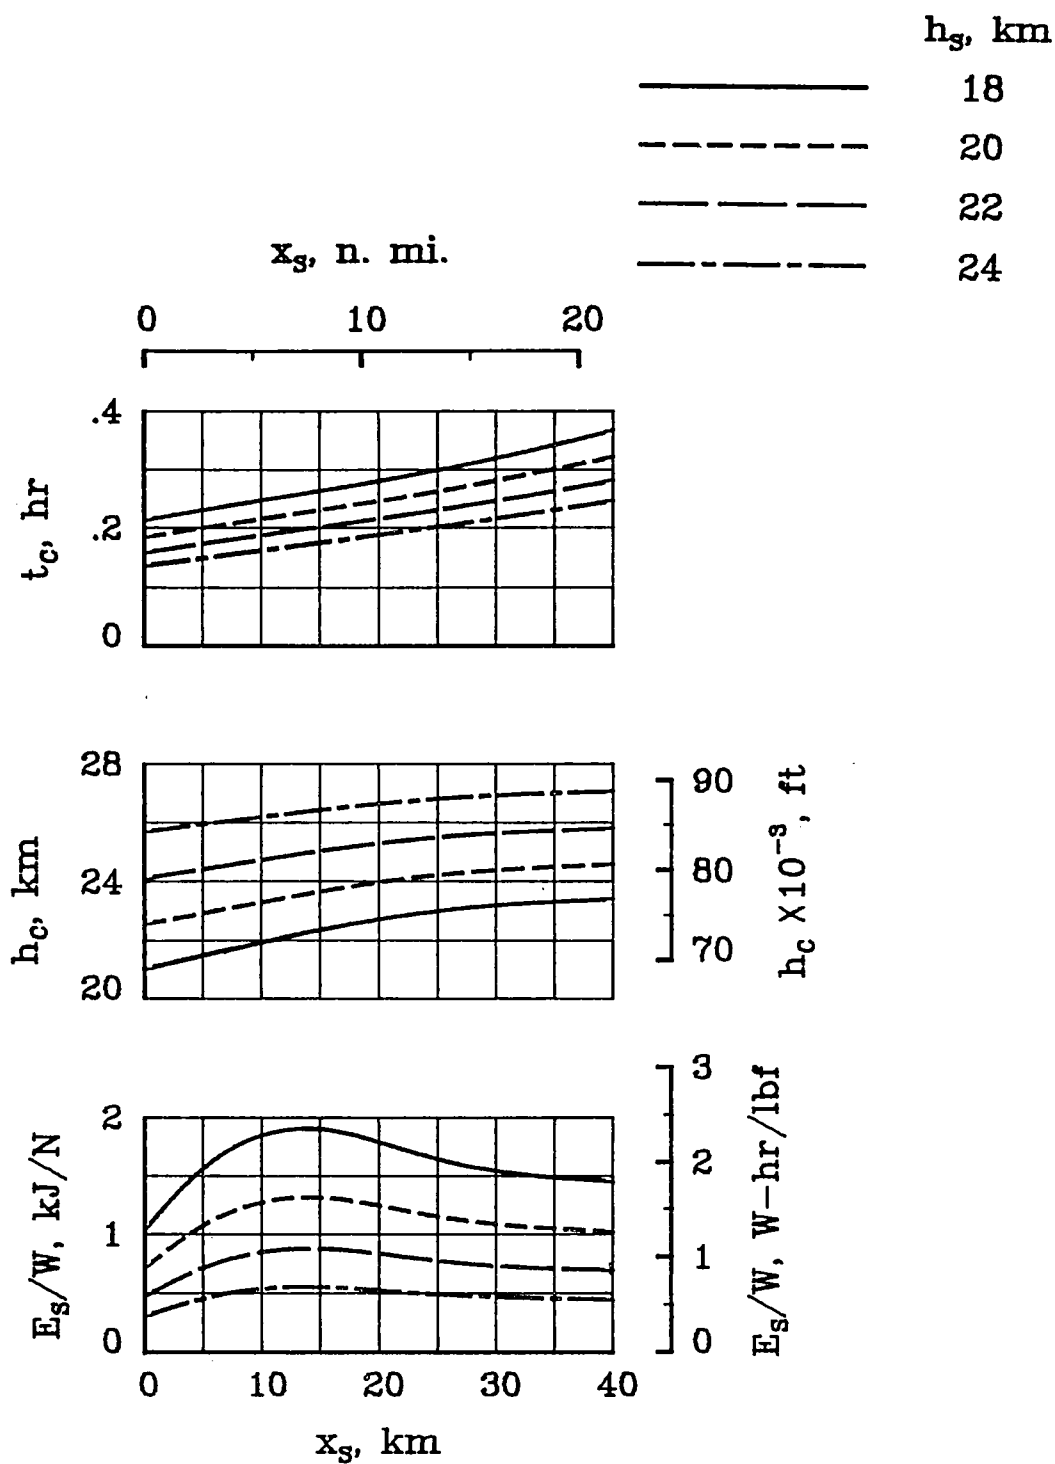 h_s, km
18
20
22
24
x_s, n. mi.
0 10 20
.4
.2
0
t_c, hr
28
24
20
h_c, km
90
80
70
h_c X10^-3, ft
2
1
0
E_s/W, kJ/N
3
2
1
0
E_s/W, W-hr/lbf
0 10 20 30 40
x_s, km